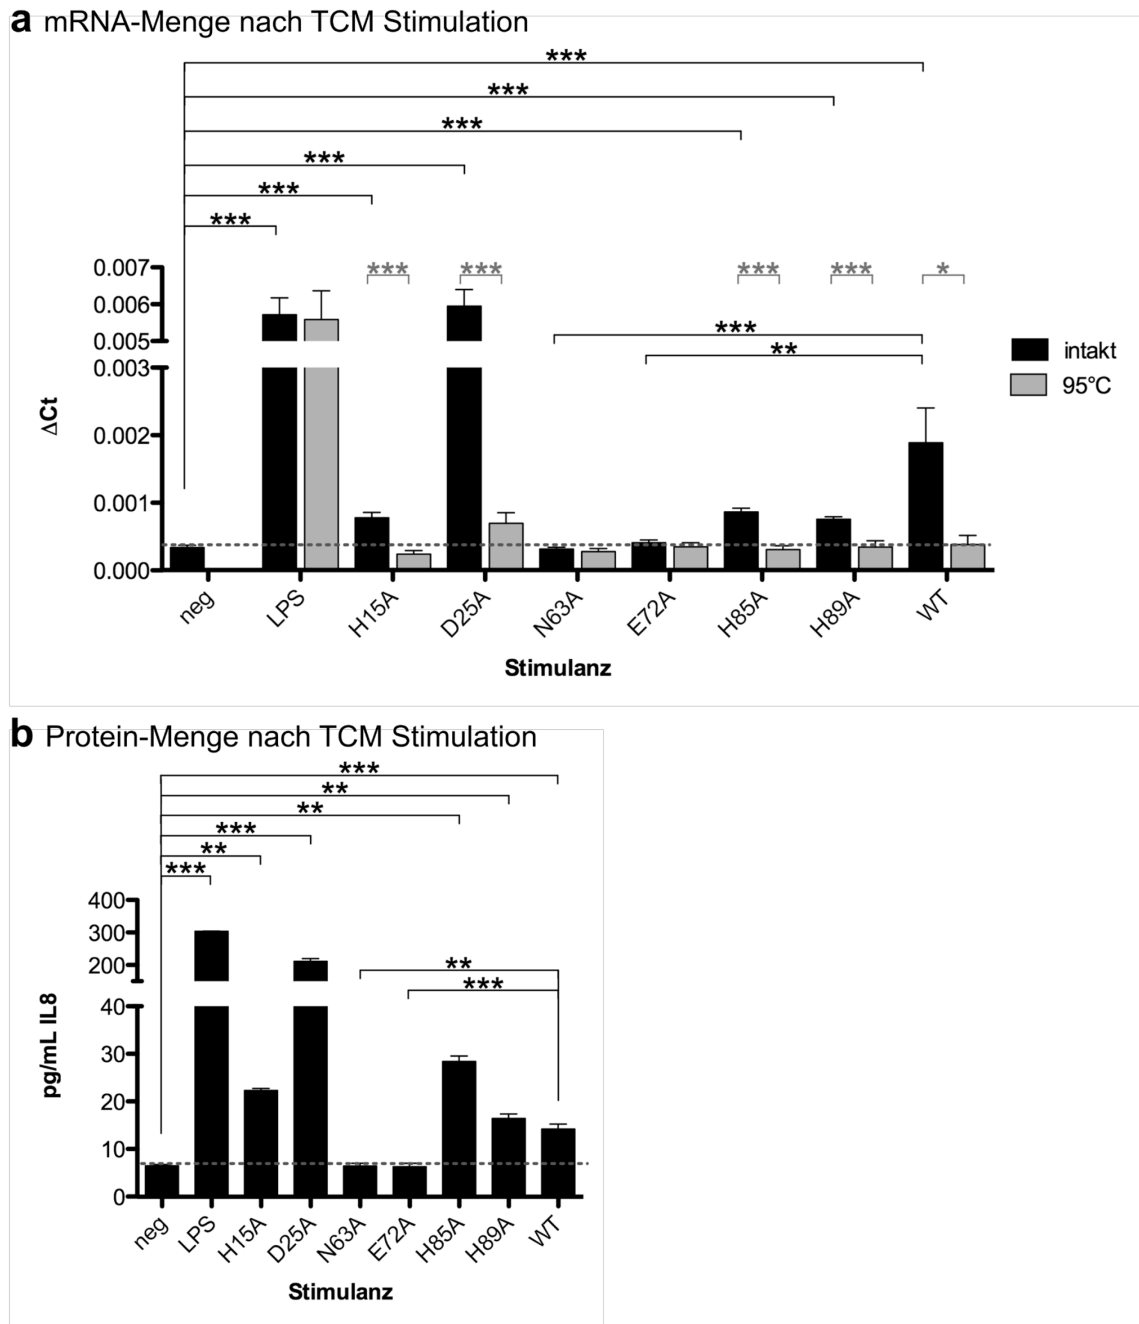 a mRNA-Menge nach TCM Stimulation
***
***
***
***
***
***
0.007
0.006
0.005
0.003
0.002
0.001
0.000
ΔCt
*** *** *** *** *
***
**
intakt
95°C
neg LPS H15A D25A N63A E72A H85A H89A WT
Stimulanz
b Protein-Menge nach TCM Stimulation
***
**
**
***
**
***
400
300
200
40
30
20
10
0
pg/mL IL8
**
***
neg LPS H15A D25A N63A E72A H85A H89A WT
Stimulanz